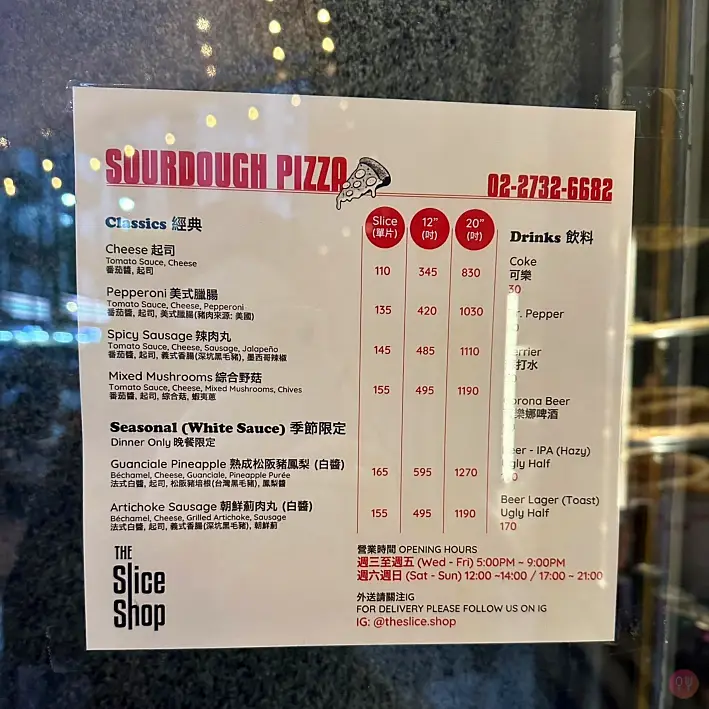 SOURDOUGH PIZZA
02-2732-6682
Classics 經典
Slice (單片)
12” (吋)
20” (吋)
Cheese 起司
Tomato Sauce, Cheese
番茄醬, 起司
110 345 830
Pepperoni 美式臘腸
Tomato Sauce, Cheese, Pepperoni
番茄醬, 起司, 美式臘腸(豬肉來源: 美國)
135 420 1030
Spicy Sausage 辣肉丸
Tomato Sauce, Cheese, Sausage, Jalapeño
番茄醬, 起司, 義式香腸(深坑黑毛豬), 墨西哥辣椒
145 485 1110
Mixed Mushrooms 綜合野菇
Tomato Sauce, Cheese, Mixed Mushrooms, Chives
番茄醬, 起司, 綜合菇, 蝦夷蔥
155 495 1190
Seasonal (White Sauce) 季節限定
Dinner Only 晚餐限定
Guanciale Pineapple 熟成松阪豬鳳梨 (白醬)
Béchamel, Cheese, Guanciale, Pineapple Purée
法式白醬, 起司, 松阪豬培根(台灣黑毛豬), 鳳梨醬
165 595 1270
Artichoke Sausage 朝鮮薊肉丸 (白醬)
Béchamel, Cheese, Grilled Artichoke, Sausage
法式白醬, 起司, 義式香腸(深坑黑毛豬), 朝鮮薊
155 495 1190
Drinks 飲料
Coke
可樂
30
Pepper
打水
Beer
樂娜啤酒
- IPA (Hazy)
Ugly Half
Beer Lager (Toast)
Ugly Half
170
THE
Slice
Shop
營業時間 OPENING HOURS
週三至週五 (Wed - Fri) 5:00PM ~ 9:00PM
週六週日 (Sat - Sun) 12:00 ~14:00 / 17:00 ~ 21:00
外送請關注IG
FOR DELIVERY PLEASE FOLLOW US ON IG
IG: @theslice.shop